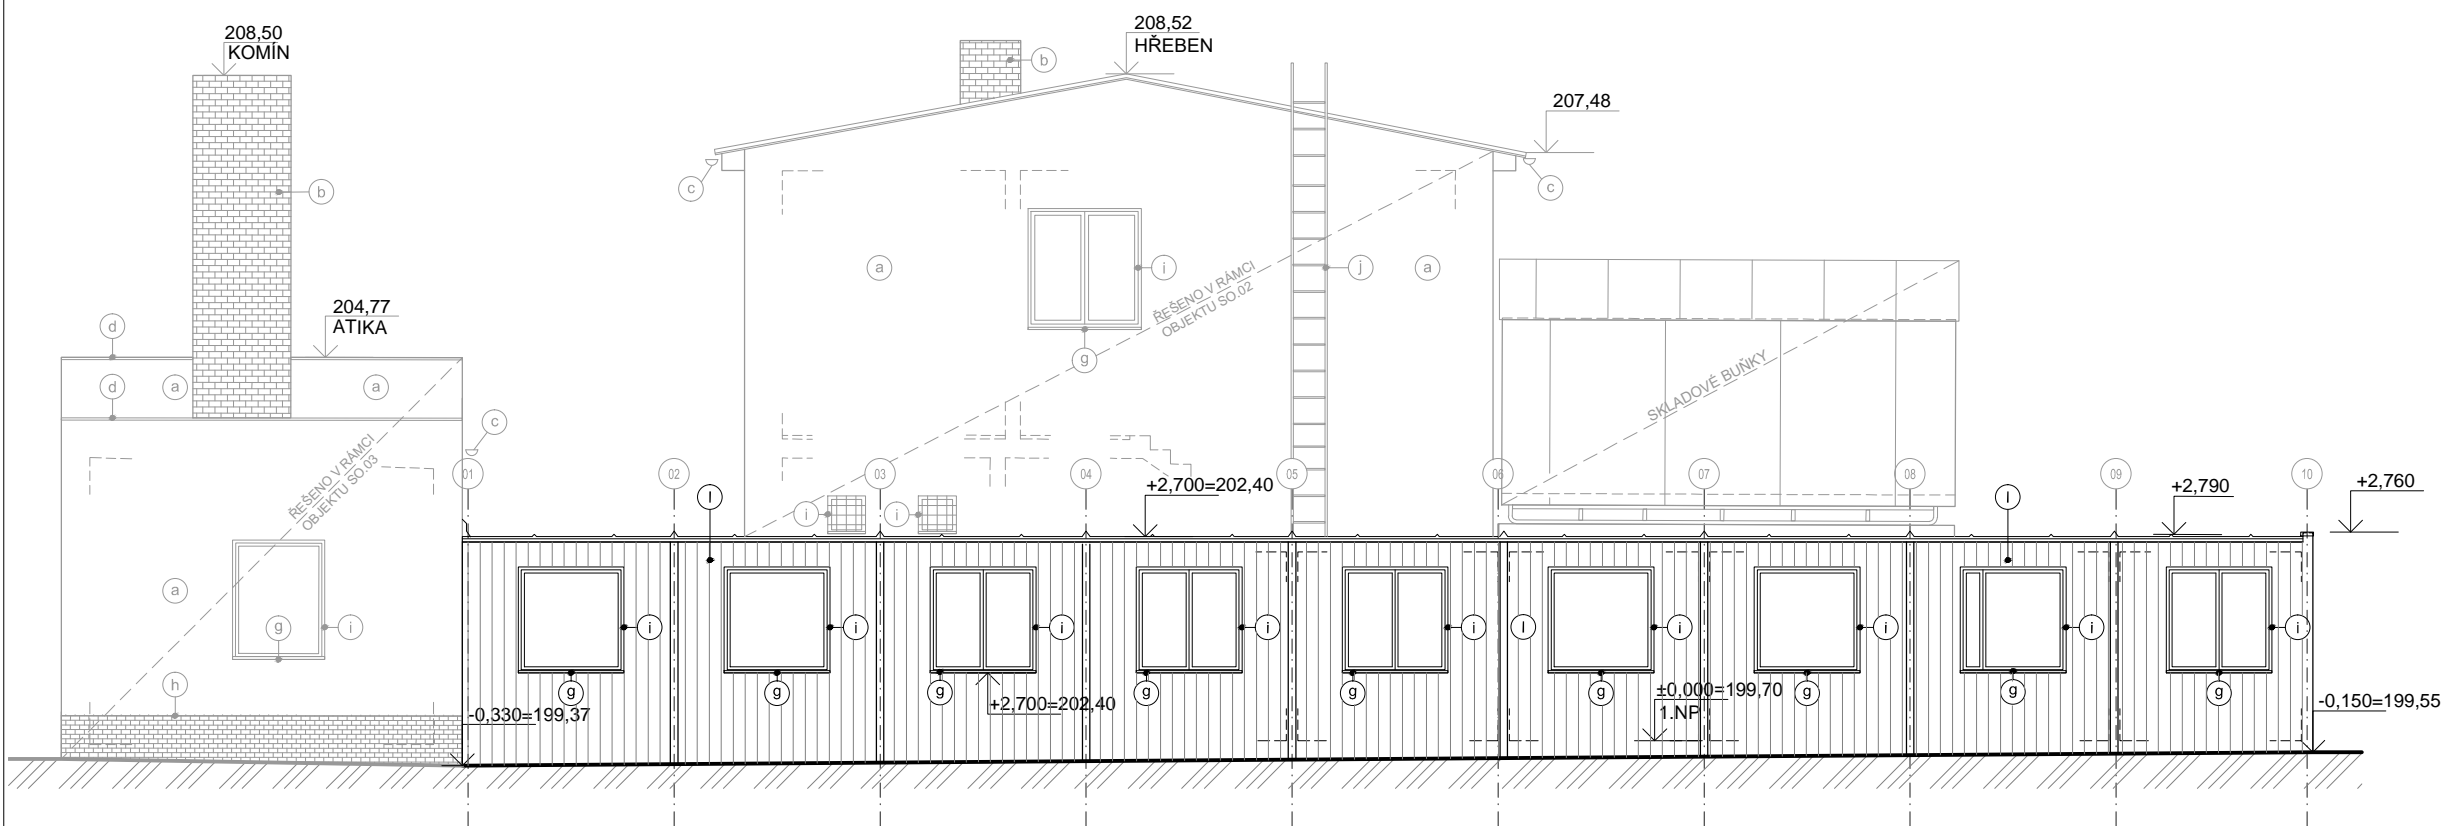 208,50
KOMÍN
208,52
HŘEBEN
b
207,48
b
c
c
a
i
j
a
ŘEŠENO V RÁMCI
OBJEKTU SO.02
204,77
ATIKA
d
g
d
a
a
SKLADOVÉ BUŇKY
c
ŘEŠENO V RÁMCI
OBJEKTU SO.03
01
02
03
04
05
06
07
08
09
10
+2,700=202,40
+2,790
+2,760
l
l
i
i
a
g
i
i
i
i
i
i
l
i
i
i
i
h
g
g
g
g
g
g
g
g
g
+2,700=202,40
±0,000=199,70
1.NP
-0,330=199,37
-0,150=199,55